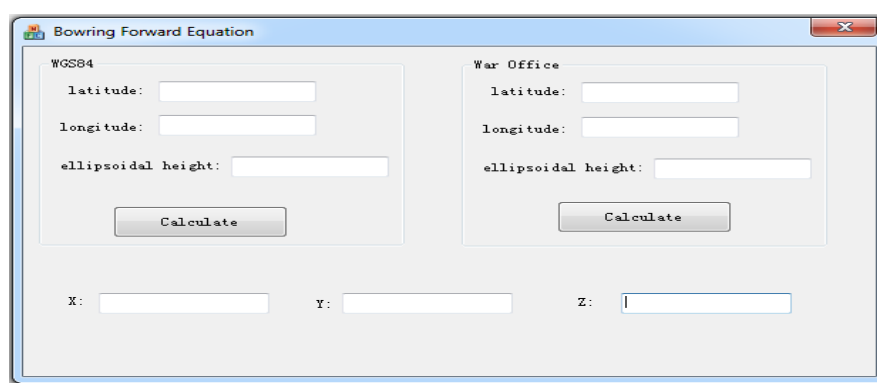 Bowring Forward Equation
WGS84
latitude:
longitude:
ellipsoidal height:
Calculate
War Office
latitude:
longitude:
ellipsoidal height:
Calculate
X:
Y:
Z: